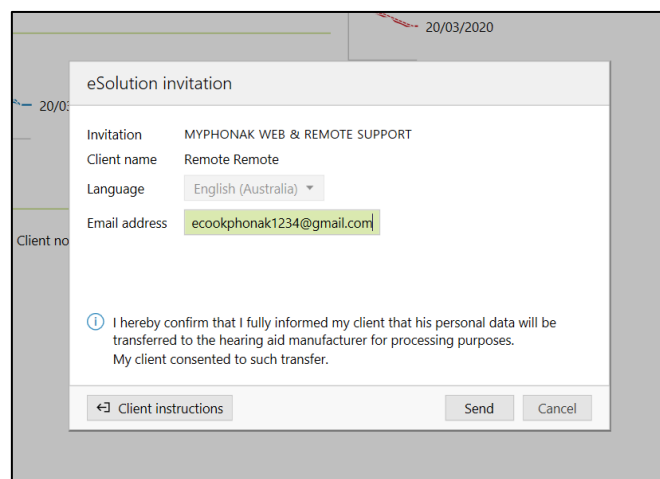 20/03/2020
eSolution invitation
20/0
Invitation MYPHONAK WEB & REMOTE SUPPORT
Client name Remote Remote
Language English (Australia)
Email address ecookphonak1234@gmail.com
Client no
I hereby confirm that I fully informed my client that his personal data will be
transferred to the hearing aid manufacturer for processing purposes.
My client consented to such transfer.
Client instructions Send Cancel